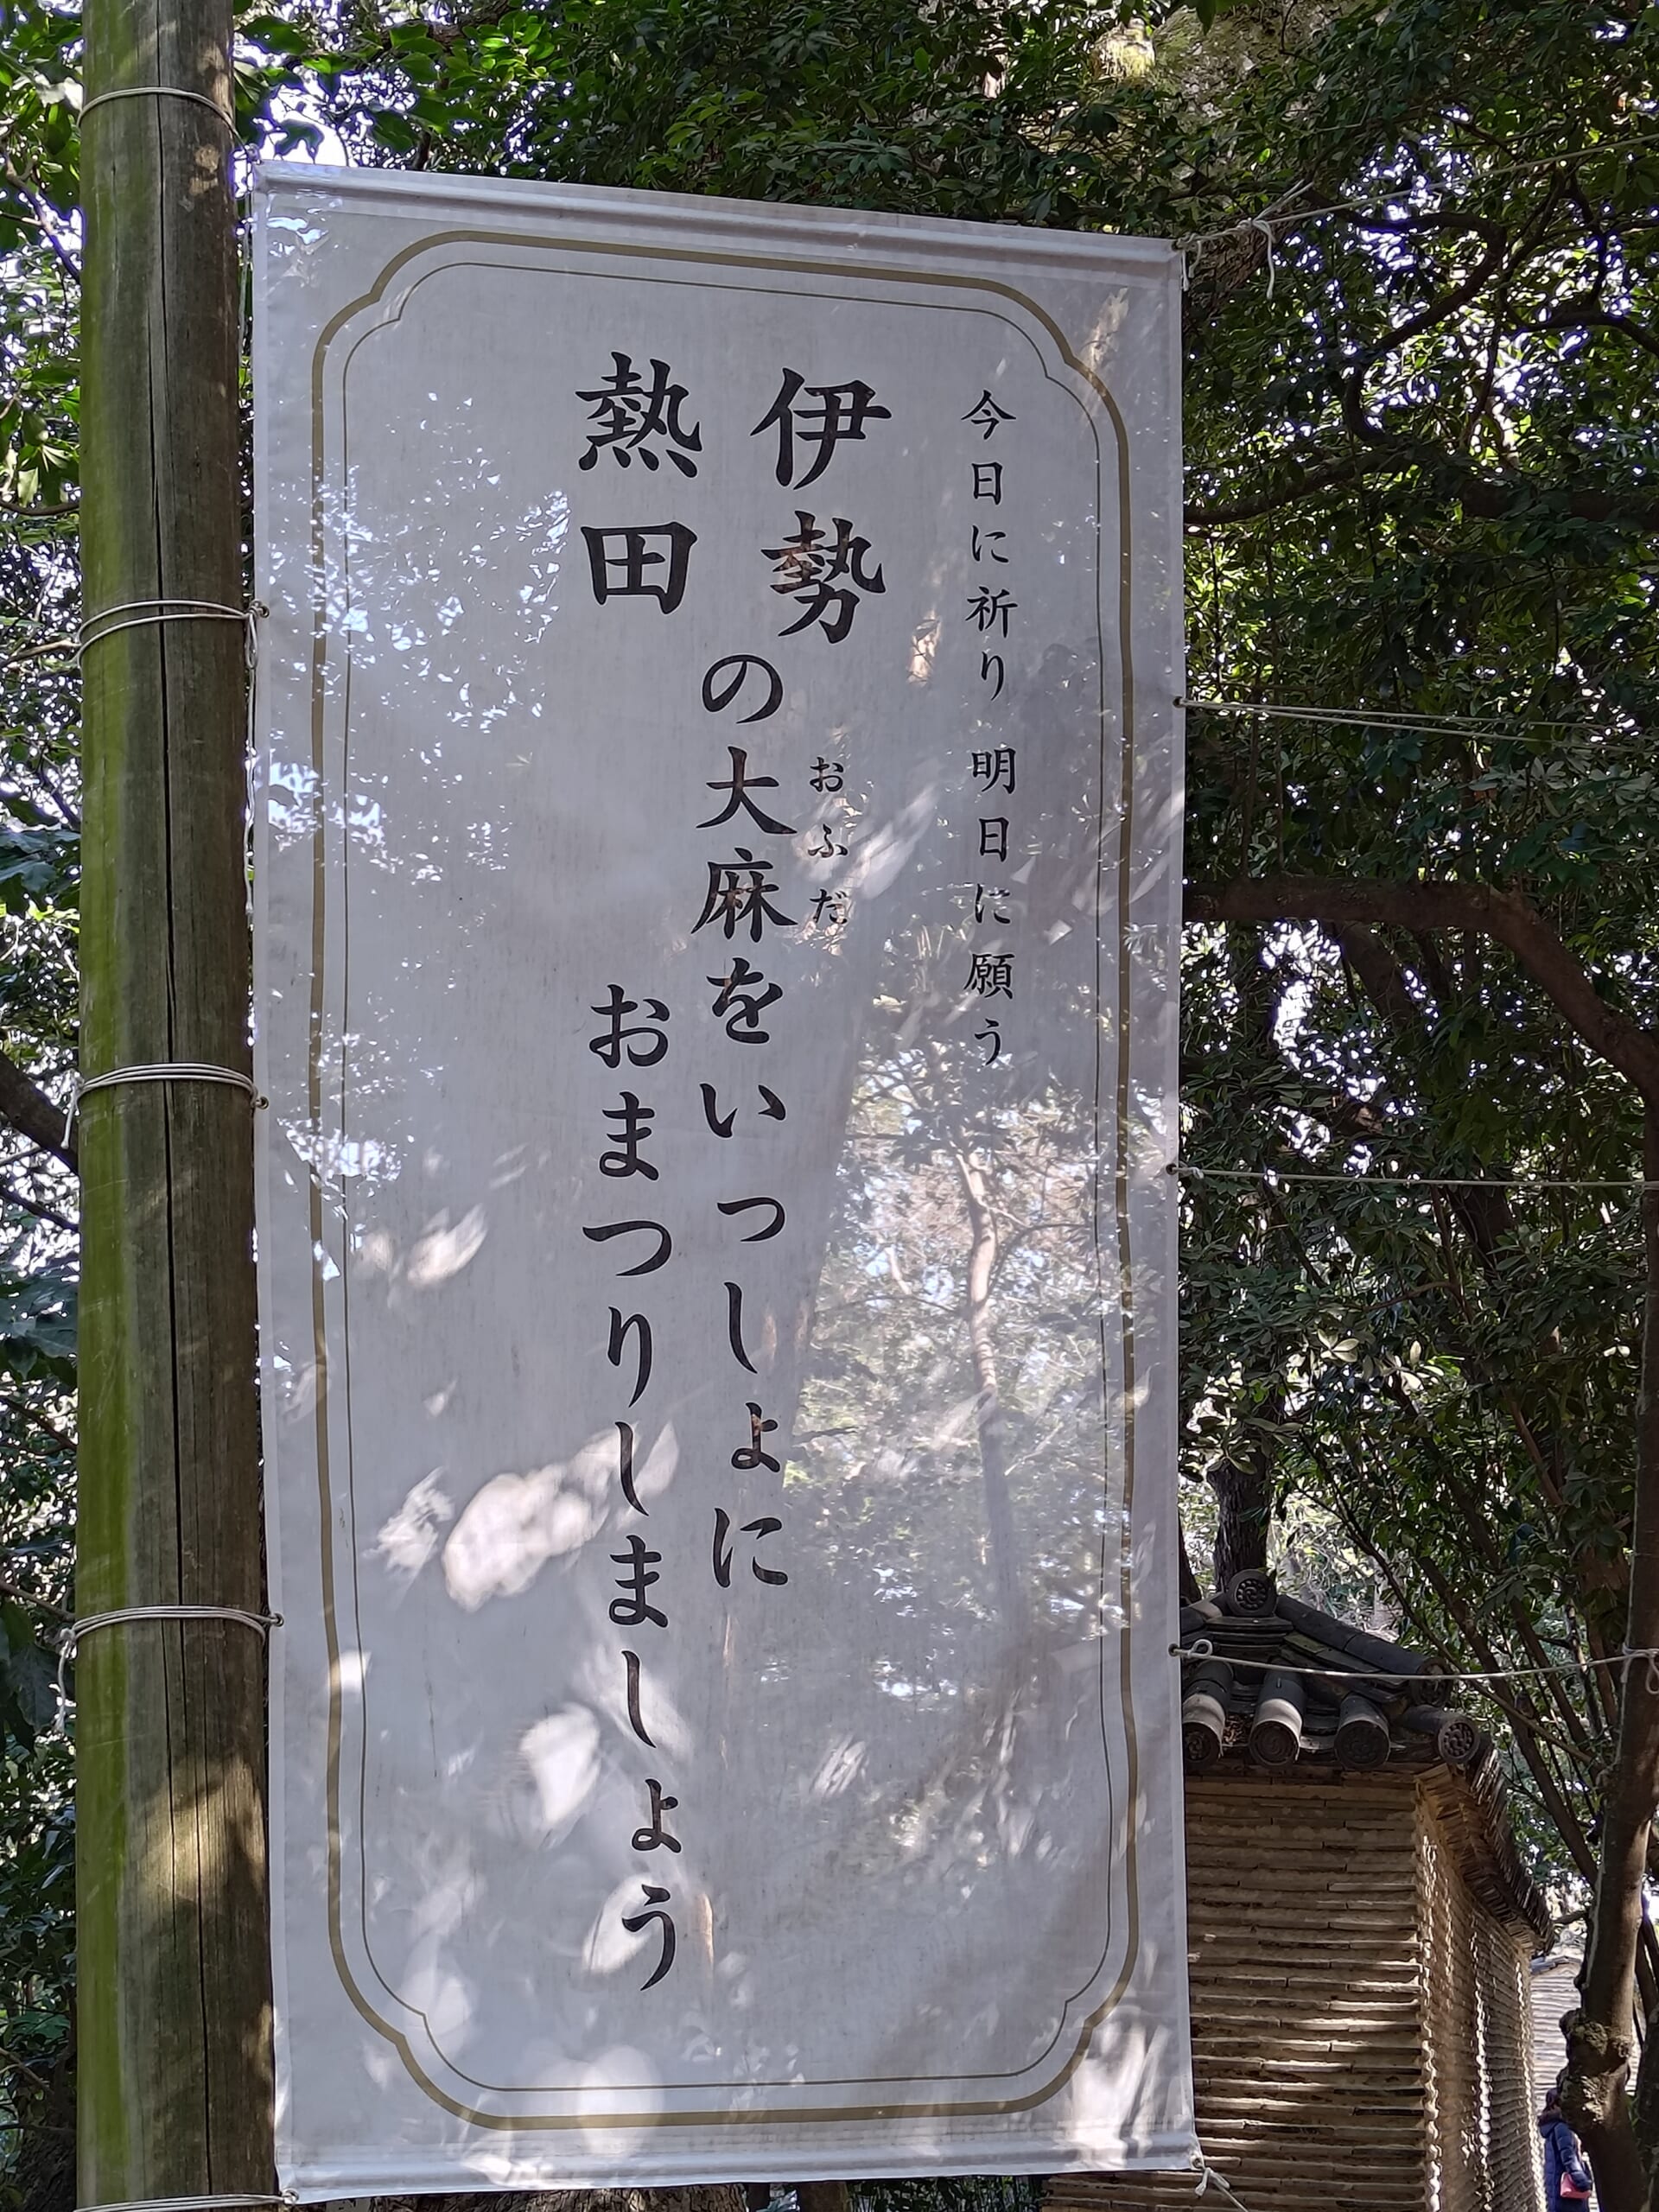 今日に祈り 明日に願う
伊勢
熱田
の大麻をいっしょに
おふだ
おまつりしましょう